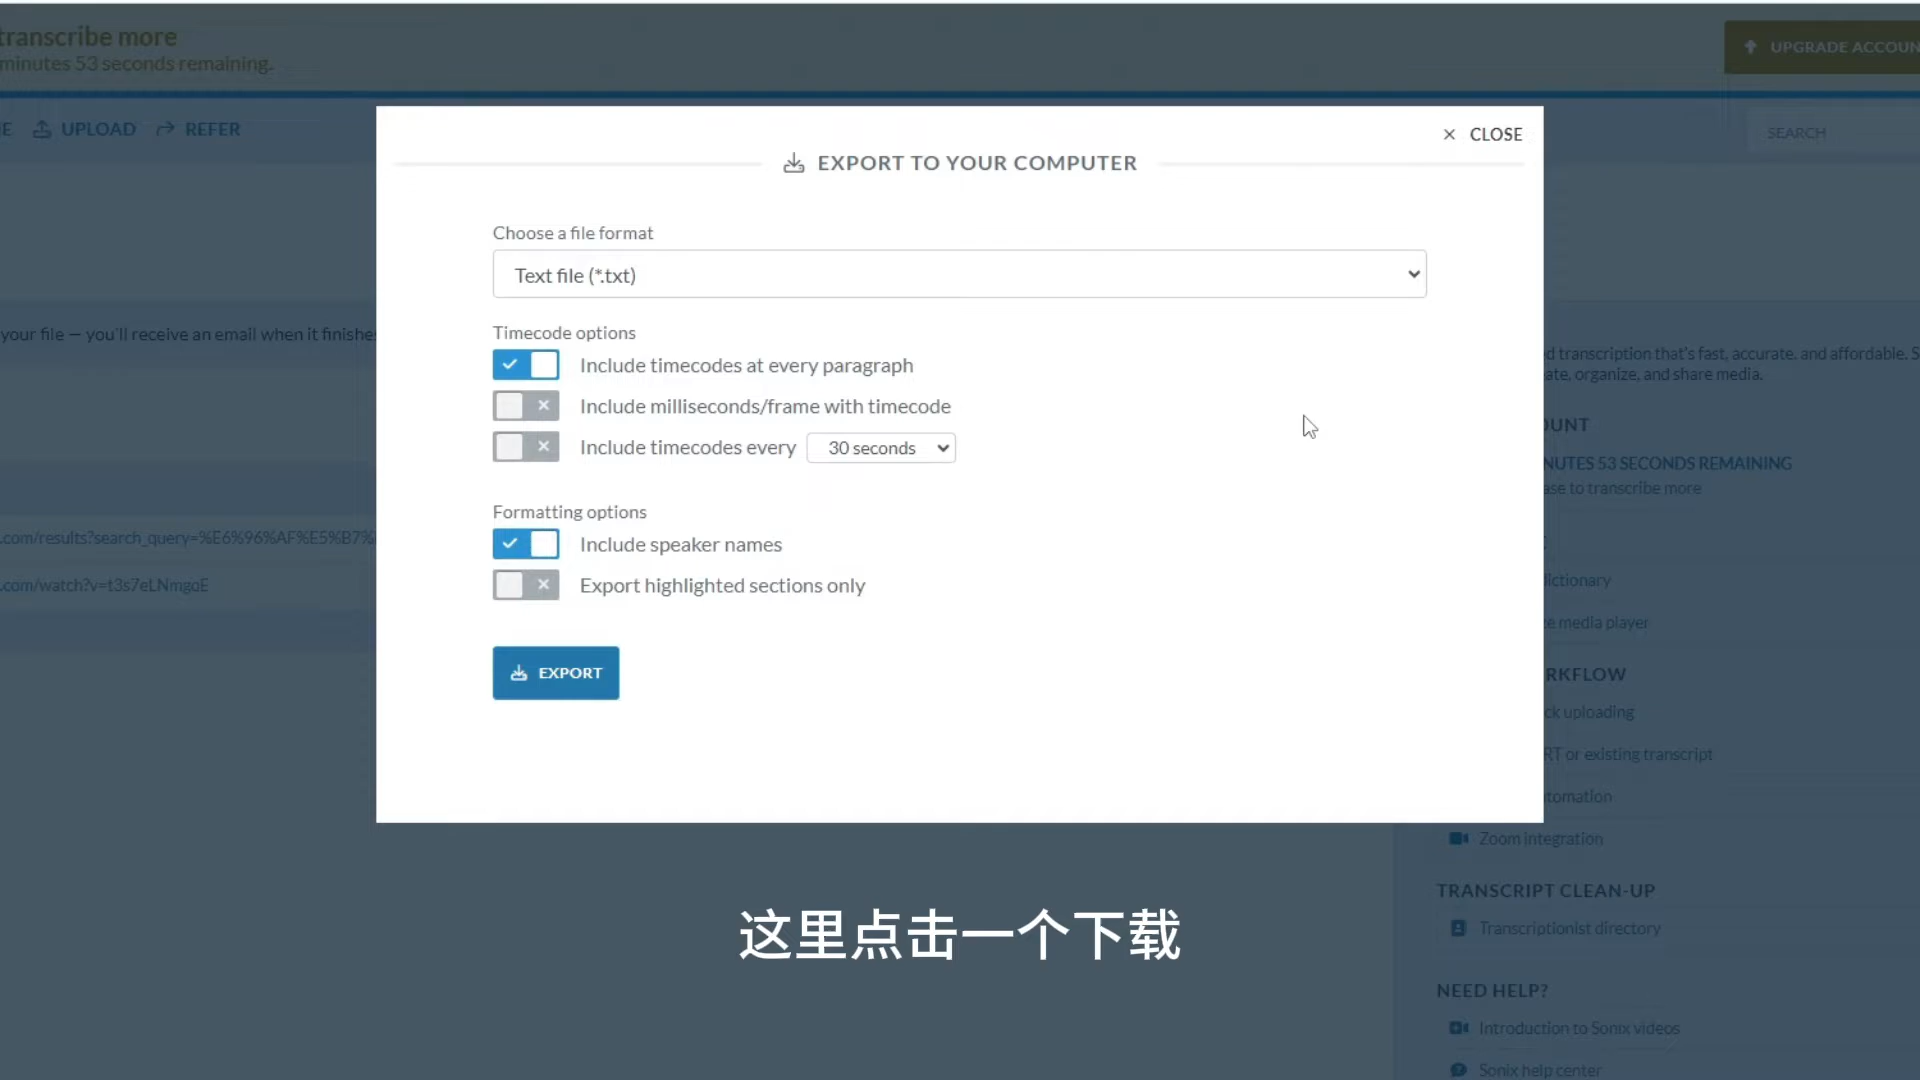 transcribe more
minutes 53 seconds remaining.
UPGRADE ACCOUN
E UPLOAD REFER
SEARCH
CLOSE
EXPORT TO YOUR COMPUTER
Choose a file format
Text file (*.txt)
Timecode options
Include timecodes at every paragraph
Include milliseconds/frame with timecode
Include timecodes every 30 seconds
Formatting options
Include speaker names
Export highlighted sections only
EXPORT
your file — you'll receive an email when it finishe
.com/results?search_query=%E6%96%AF%E5%B7%
.com/watch?v=t3s7eLNmgqE
d transcription that's fast, accurate, and affordable. S
ate, organize, and share media.
OUNT
NUTES 53 SECONDS REMAINING
ase to transcribe more
dictionary
ze media player
RKFLOW
ck uploading
RT or existing transcript
utomation
Zoom integration
TRANSCRIPT CLEAN-UP
Transcriptionist directory
NEED HELP?
Introduction to Sonix videos
Sonix help center
这里点击一个下载